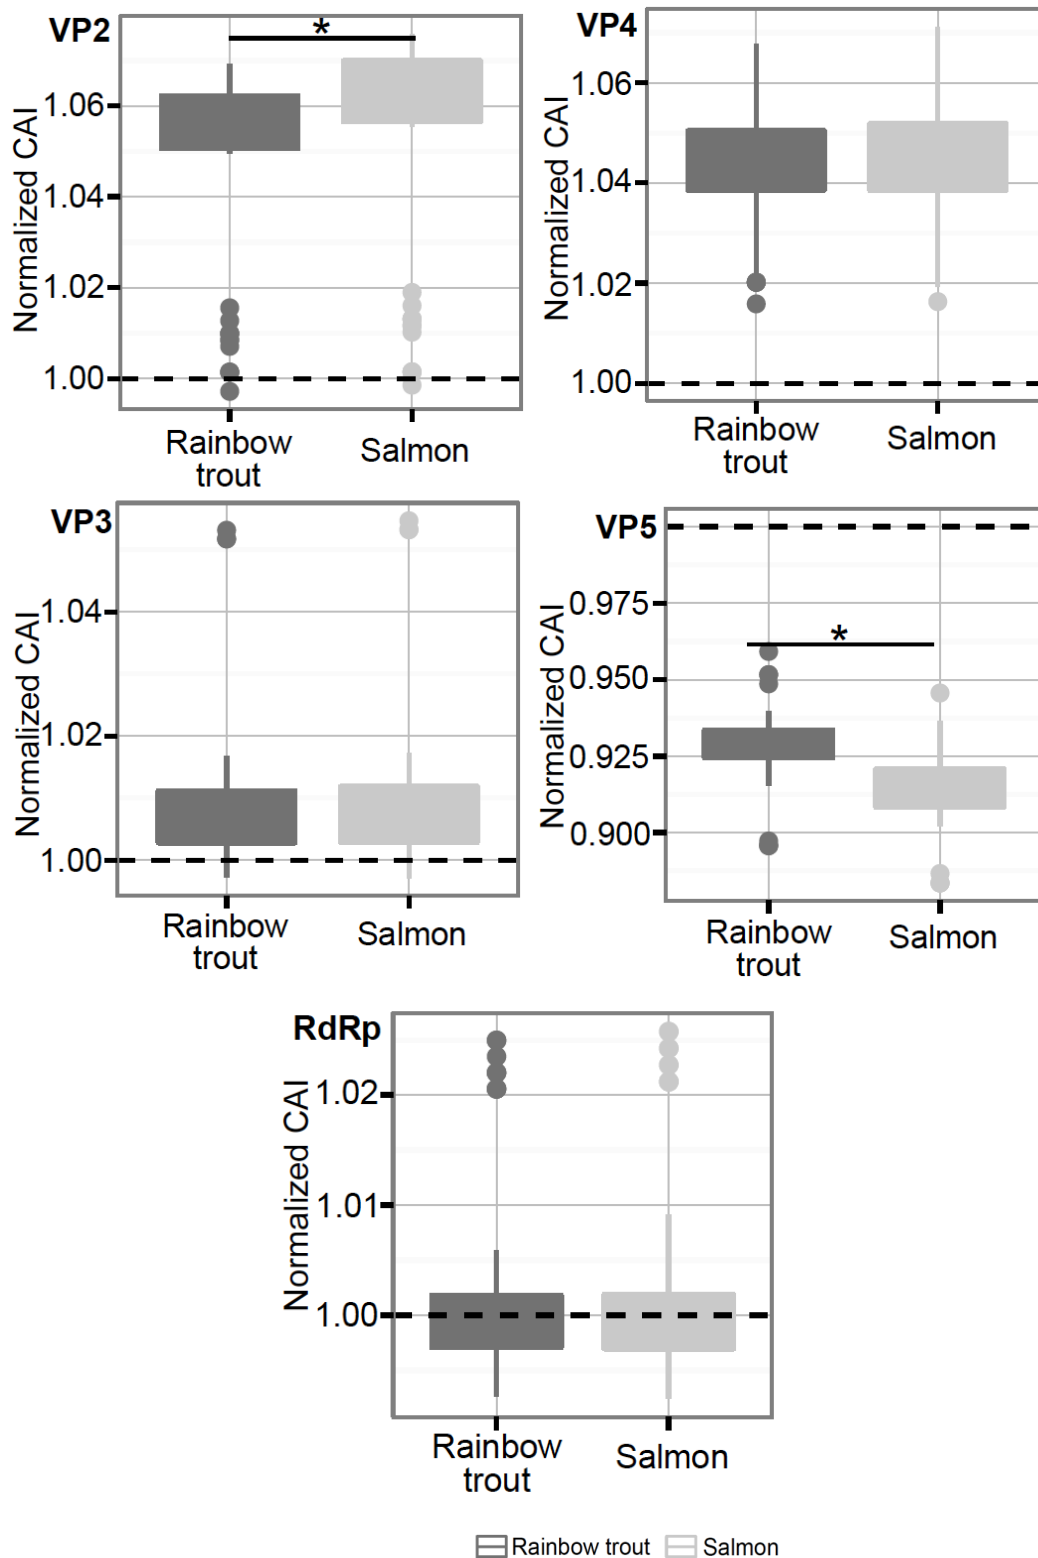 VP2
*
Normalized CAI
1.06
1.04
1.02
1.00
Rainbow
trout
Salmon
VP4
Normalized CAI
1.06
1.04
1.02
1.00
Rainbow
trout
Salmon
VP3
Normalized CAI
1.04
1.02
1.00
Rainbow
trout
Salmon
VP5
*
Normalized CAI
0.975
0.950
0.925
0.900
Rainbow
trout
Salmon
RdRp
Normalized CAI
1.02
1.01
1.00
Rainbow
trout
Salmon
Rainbow trout Salmon